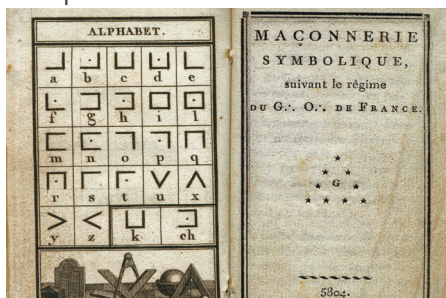 ALPHABET.
a b c d e
f g h i l
m n o p q
r s t u x
y z k ch
MAÇONNERIE
SYMBOLIQUE,
suivant le régime
DU G∴ O∴ DE FRANCE.
G
5804.